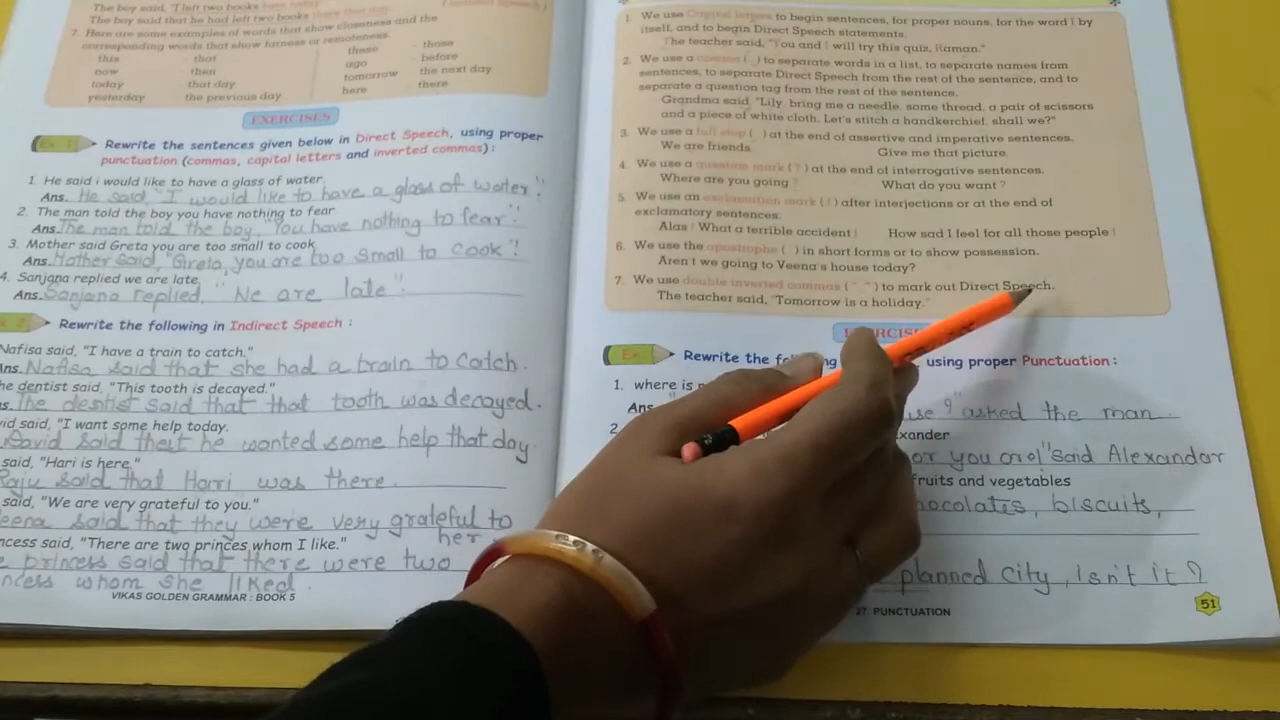 The boy said, "I left two books
The boy said that he had left two books
7. Here are some examples of words that show closeness and the
corresponding words that show farness or remoteness.
this that these those
now then ago before
today that day tomorrow the next day
yesterday the previous day here there
EXERCISES
Ex. 1 Rewrite the sentences given below in Direct Speech, using proper
punctuation (commas, capital letters and inverted commas) :
1. He said i would like to have a glass of water.
Ans. He said, "I would like to have a glass of water."
2. The man told the boy you have nothing to fear
Ans. The man told the boy, "You have nothing to fear".
3. Mother said Greta you are too small to cook
Ans. Mother said, "Greta, you are too small to cook"!
4. Sanjana replied we are late
Ans. Sanjana replied, "We are late".
2 Rewrite the following in Indirect Speech :
Nafisa said, "I have a train to catch."
ns. Nafisa said that she had a train to catch.
he dentist said, "This tooth is decayed."
s. The dentist said that that tooth was decayed.
vid said, "I want some help today.
David said that he wanted some help that day.
said, "Hari is here."
Raju said that Hari was there.
said, "We are very grateful to you."
eena said that they were very grateful to
her
ncess said, "There are two princes whom I like."
e princess said that there were two
ncess whom she liked.
VIKAS GOLDEN GRAMMAR : BOOK 5
1. We use Capital letters to begin sentences, for proper nouns, for the word I by
itself, and to begin Direct Speech statements.
The teacher said, "You and I will try this quiz, Raman."
2. We use a comma ( , ) to separate words in a list, to separate names from
sentences, to separate Direct Speech from the rest of the sentence, and to
separate a question tag from the rest of the sentence.
Grandma said, "Lily, bring me a needle, some thread, a pair of scissors
and a piece of white cloth. Let's stitch a handkerchief, shall we?"
3. We use a full stop ( . ) at the end of assertive and imperative sentences.
We are friends. Give me that picture.
4. We use a question mark ( ? ) at the end of interrogative sentences.
Where are you going ? What do you want ?
5. We use an exclamation mark ( ! ) after interjections or at the end of
exclamatory sentences.
Alas ! What a terrible accident ! How sad I feel for all those people !
6. We use the apostrophe ( ' ) in short forms or to show possession.
Aren't we going to Veena's house today?
7. We use double inverted commas ( " " ) to mark out Direct Speech.
The teacher said, "Tomorrow is a holiday."
EXERCISE
Ex. Rewrite the following using proper Punctuation :
1. where is
Ans. use?" asked the man.
2. xander
or you are!" said Alexander
fruits and vegetables
hocolates, biscuits,
planned city, isn't it?
27. PUNCTUATION
51